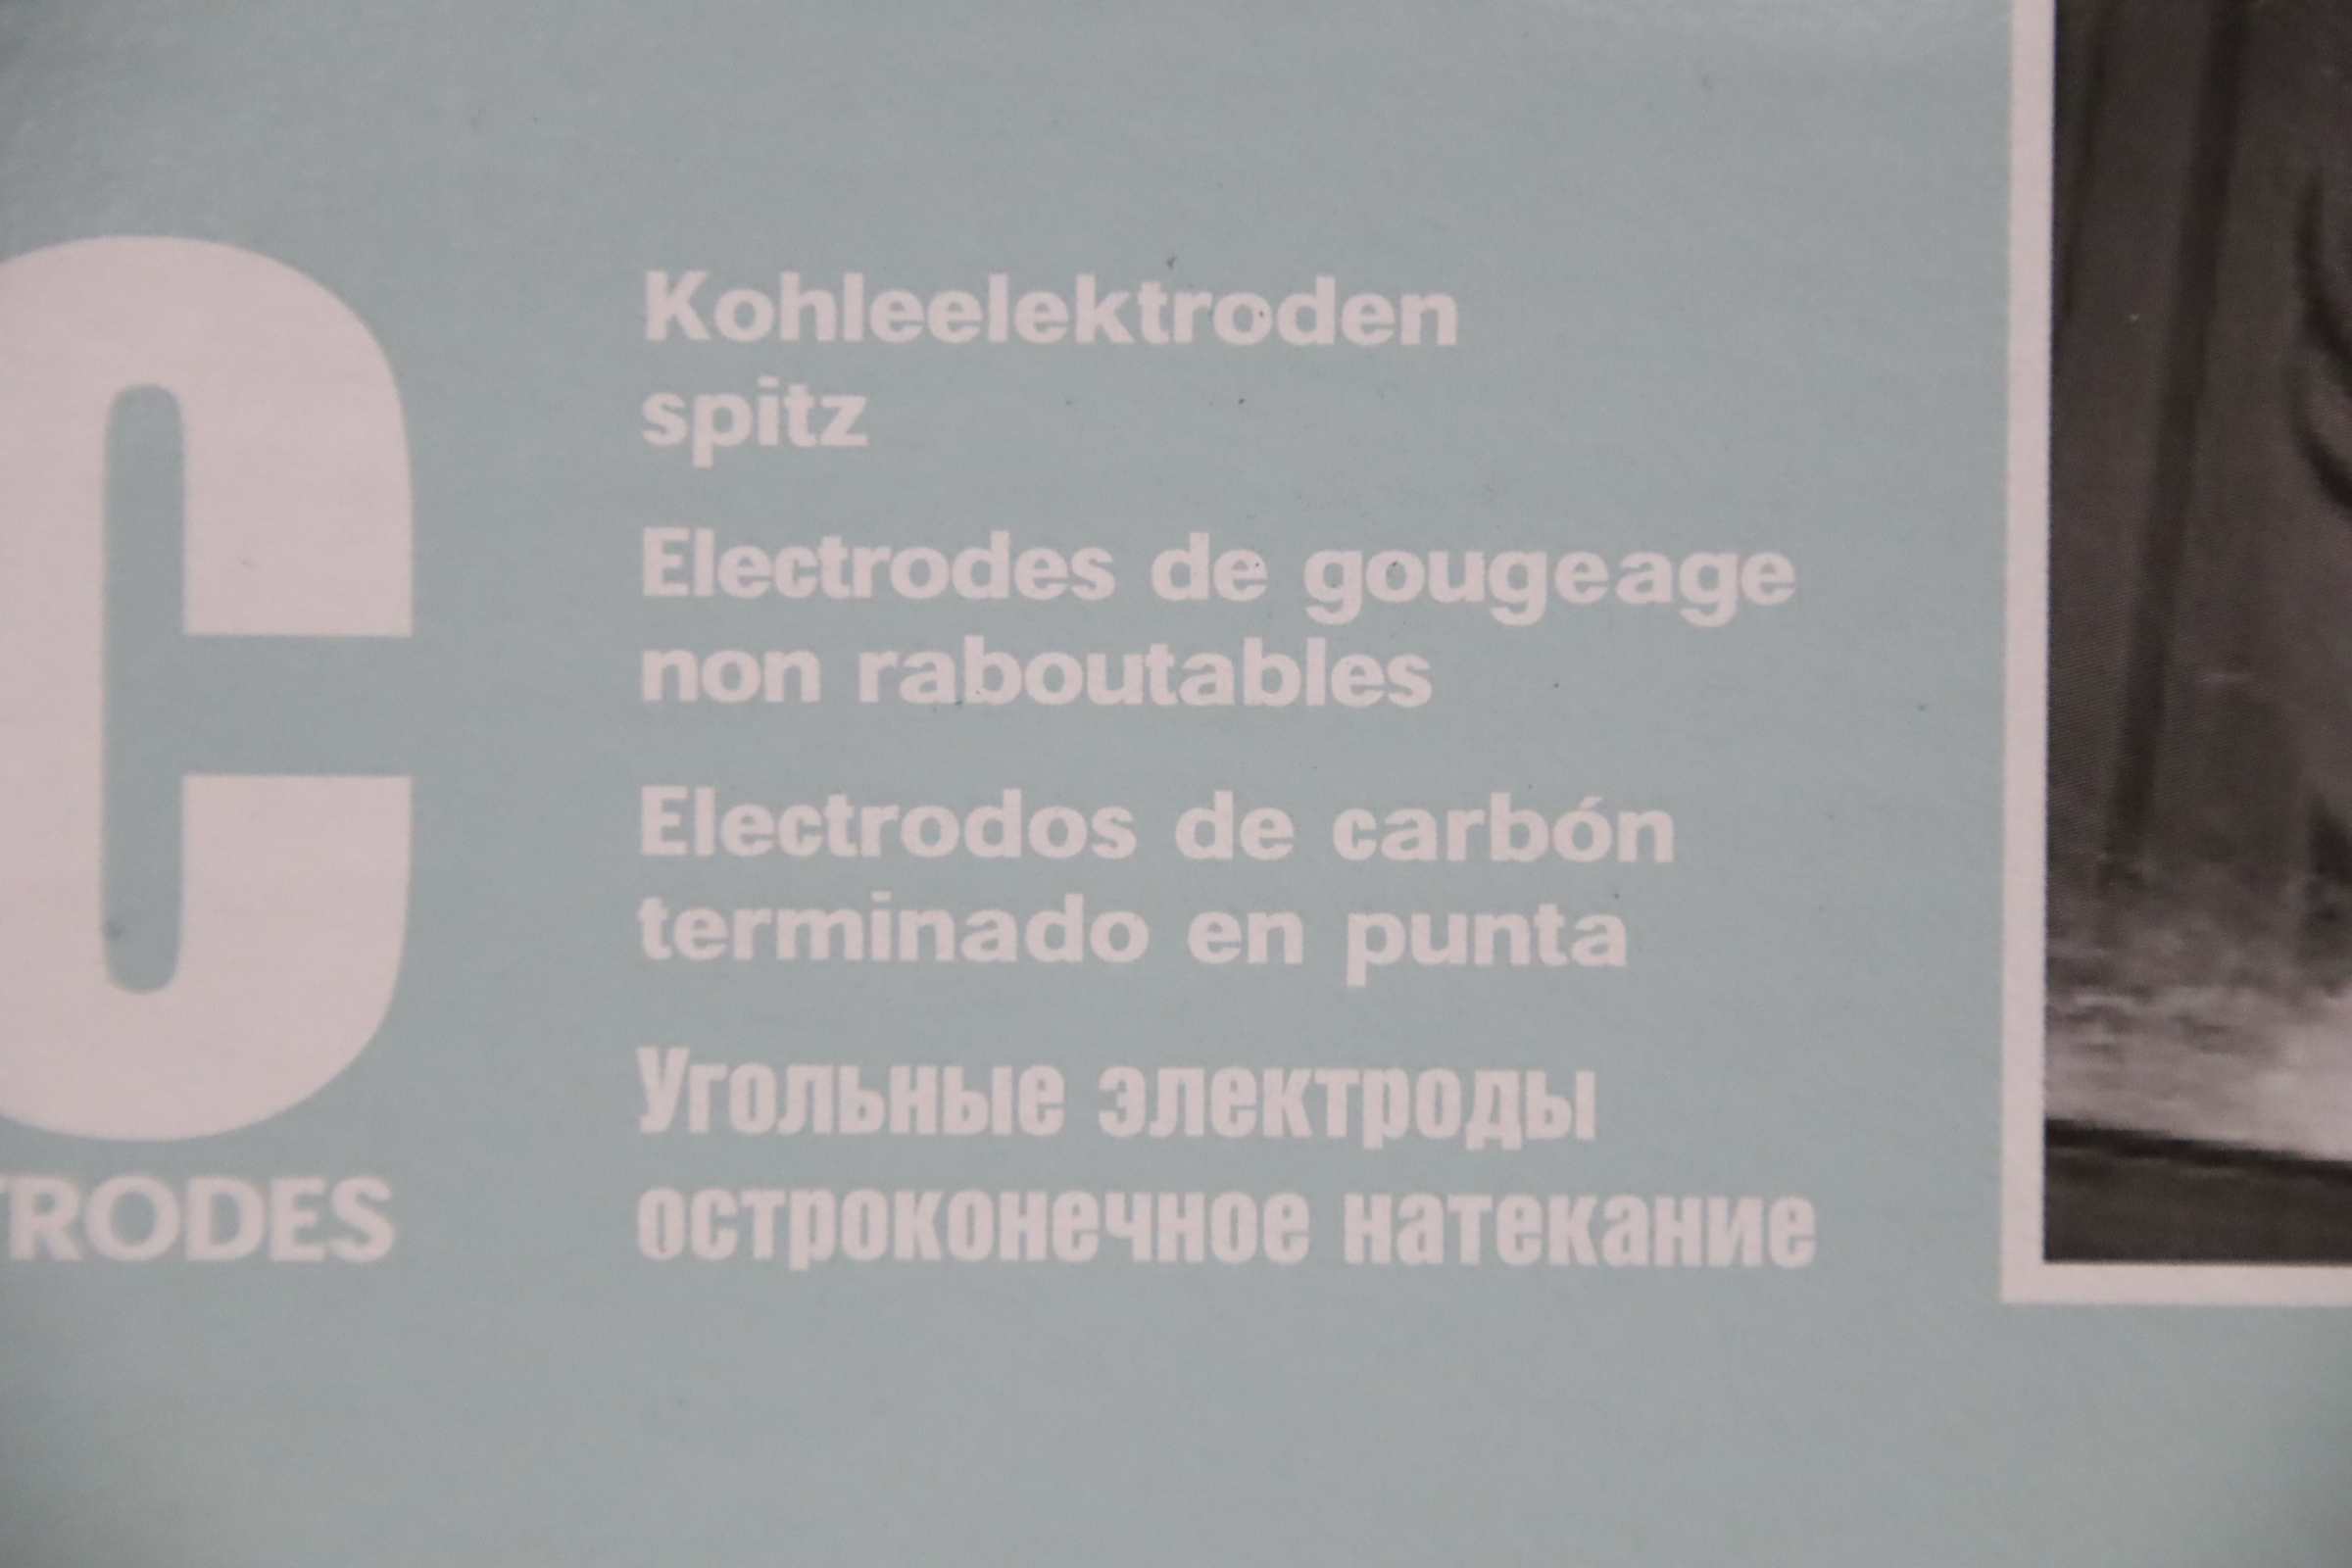 C
TRODES
Kohleelektroden
spitz
Electrodes de gougeage
non raboutables
Electrodos de carbón
terminado en punta
Угольные электроды
остроконечное натекание